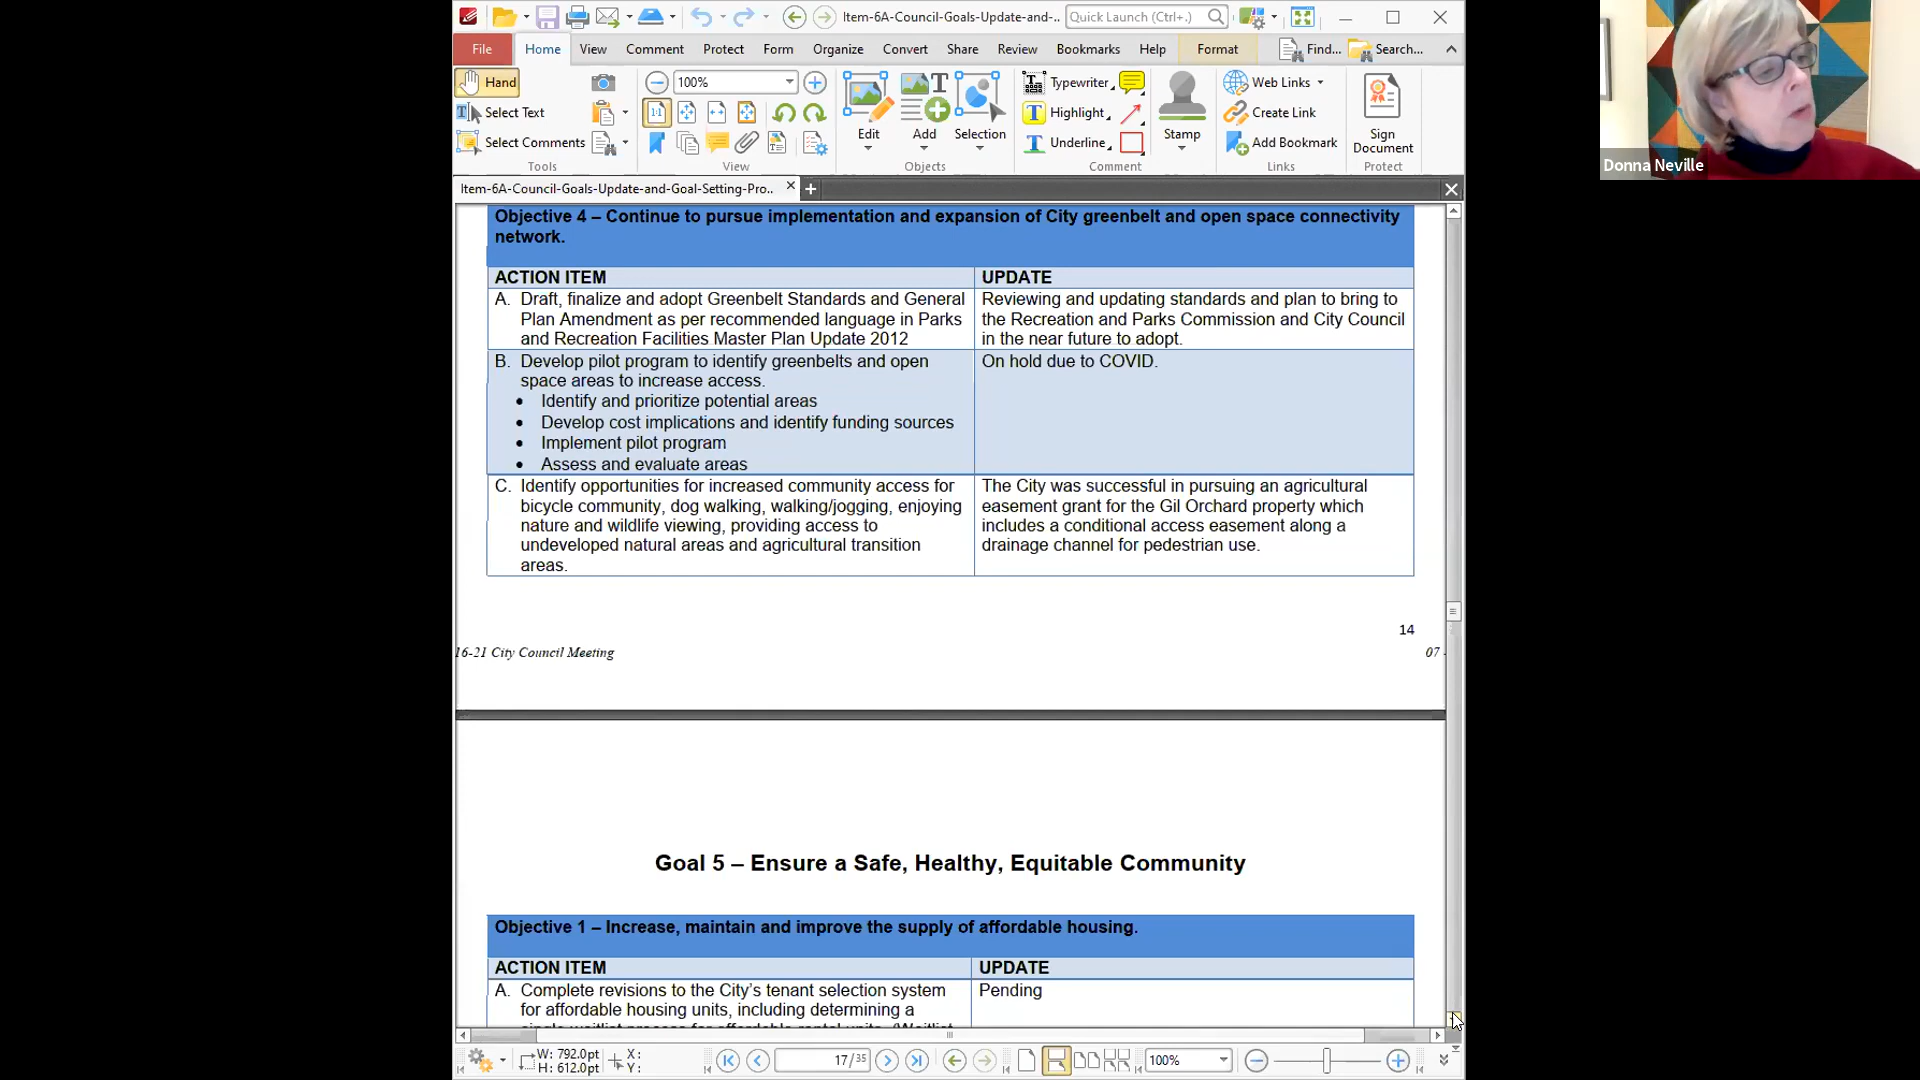 Item-6A-Council-Goals-Update-and-..
Quick Launch (Ctrl+.)
File Home View Comment Protect Form Organize Convert Share Review Bookmarks Help Format Find... Search...
Hand 100% Typewriter Web Links
Select Text Highlight Create Link
Select Comments Edit Add Selection Underline Stamp Add Bookmark Sign Document
Tools View Objects Comment Links Protect
Item-6A-Council-Goals-Update-and-Goal-Setting-Pro..
Objective 4 – Continue to pursue implementation and expansion of City greenbelt and open space connectivity
network.
ACTION ITEM UPDATE
A. Draft, finalize and adopt Greenbelt Standards and General
Plan Amendment as per recommended language in Parks
and Recreation Facilities Master Plan Update 2012
Reviewing and updating standards and plan to bring to
the Recreation and Parks Commission and City Council
in the near future to adopt.
B. Develop pilot program to identify greenbelts and open
space areas to increase access.
• Identify and prioritize potential areas
• Develop cost implications and identify funding sources
• Implement pilot program
• Assess and evaluate areas
On hold due to COVID.
C. Identify opportunities for increased community access for
bicycle community, dog walking, walking/jogging, enjoying
nature and wildlife viewing, providing access to
undeveloped natural areas and agricultural transition
areas.
The City was successful in pursuing an agricultural
easement grant for the Gil Orchard property which
includes a conditional access easement along a
drainage channel for pedestrian use.
14
16-21 City Council Meeting 07 -
Goal 5 – Ensure a Safe, Healthy, Equitable Community
Objective 1 – Increase, maintain and improve the supply of affordable housing.
ACTION ITEM UPDATE
A. Complete revisions to the City's tenant selection system
for affordable housing units, including determining a
single waitlist process for affordable rental units. (Waitlist
Pending
W: 792.0pt X:
H: 612.0pt Y:
17 / 35
100%
Donna Neville